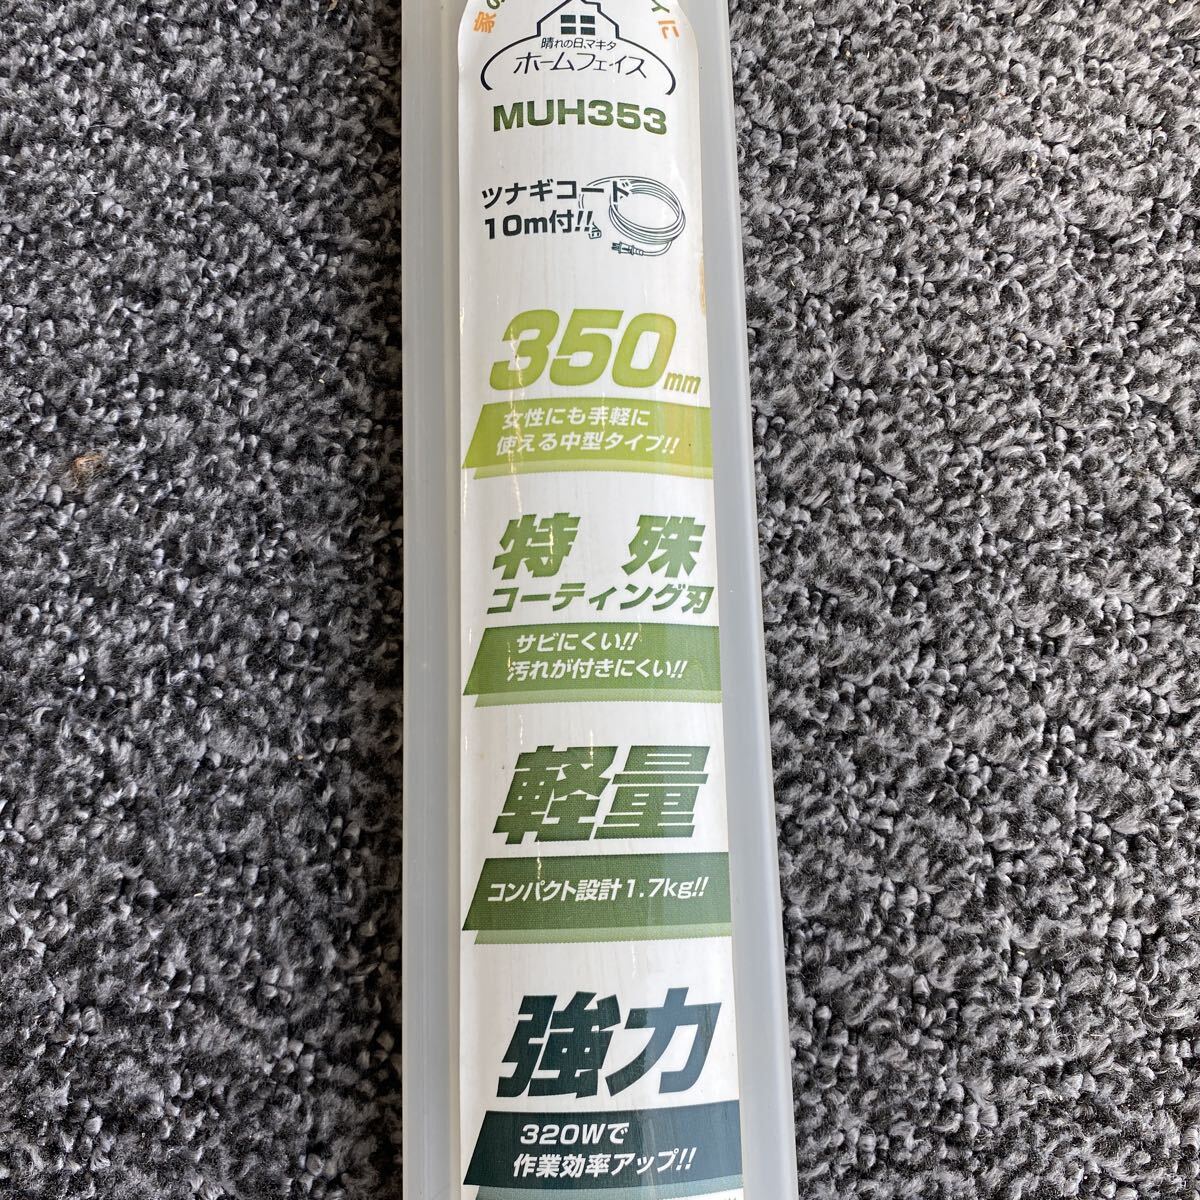 家
に
晴れの日、マキタ
ホームフェイス
MUH353
ツナギコード
10m付!!
350mm
女性にも手軽に
使える中型タイプ!!
特殊
コーティング刃
サビにくい!!
汚れが付きにくい!!
軽量
コンパクト設計1.7kg!!
強力
320Wで
作業効率アップ!!